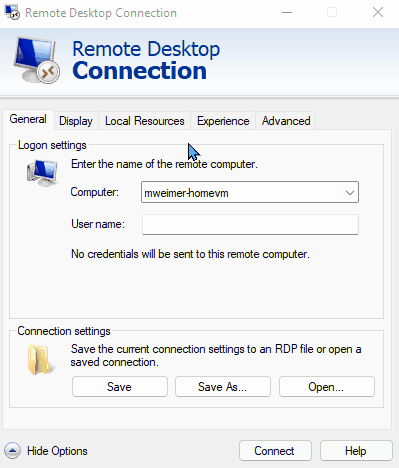 Remote Desktop Connection
Remote Desktop
Connection
General Display Local Resources Experience Advanced
Logon settings
Enter the name of the remote computer.
Computer: mweimer-homevm
User name:
No credentials will be sent to this remote computer.
Connection settings
Save the current connection settings to an RDP file or open a
saved connection.
Save Save As... Open...
Hide Options Connect Help